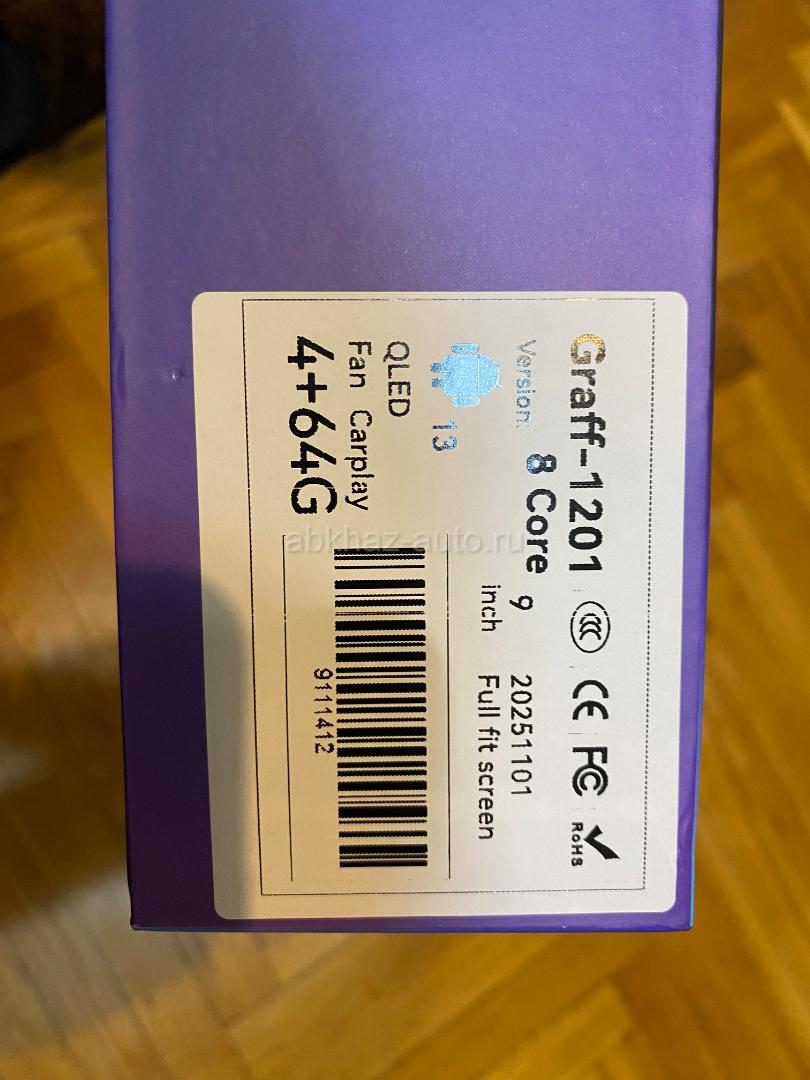 Graff-1201
CE FC
RoHS
Version:
8 Core
9
inch
20251101
Full fit screen
13
QLED
Fan Carplay
4+64G
9111412
abkhaz-auto.ru